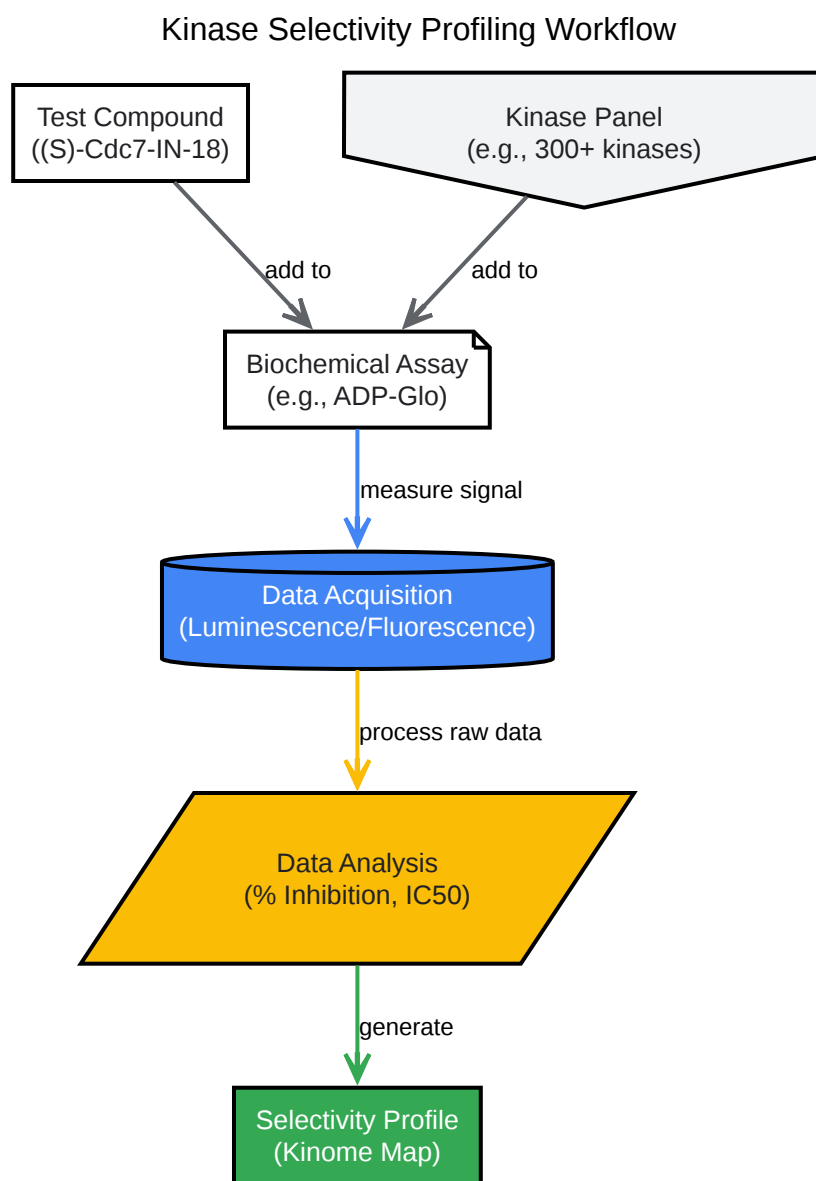 Kinase Selectivity Profiling Workflow
Test Compound
((S)-Cdc7-IN-18)
Kinase Panel
(e.g., 300+ kinases)
add to
add to
Biochemical Assay
(e.g., ADP-Glo)
measure signal
Data Acquisition
(Luminescence/Fluorescence)
process raw data
Data Analysis
(% Inhibition, IC50)
generate
Selectivity Profile
(Kinome Map)